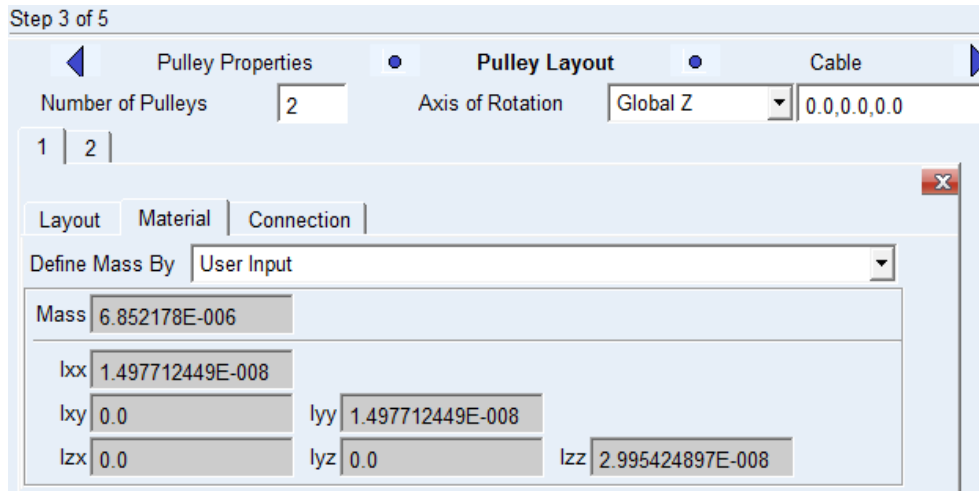 Step 3 of 5
Pulley Properties Pulley Layout Cable
Number of Pulleys 2 Axis of Rotation Global Z 0.0,0.0,0.0
1 2
Layout Material Connection
Define Mass By User Input
Mass 6.852178E-006
Ixx 1.497712449E-008
Ixy 0.0 Iyy 1.497712449E-008
Izx 0.0 Iyz 0.0 Izz 2.995424897E-008